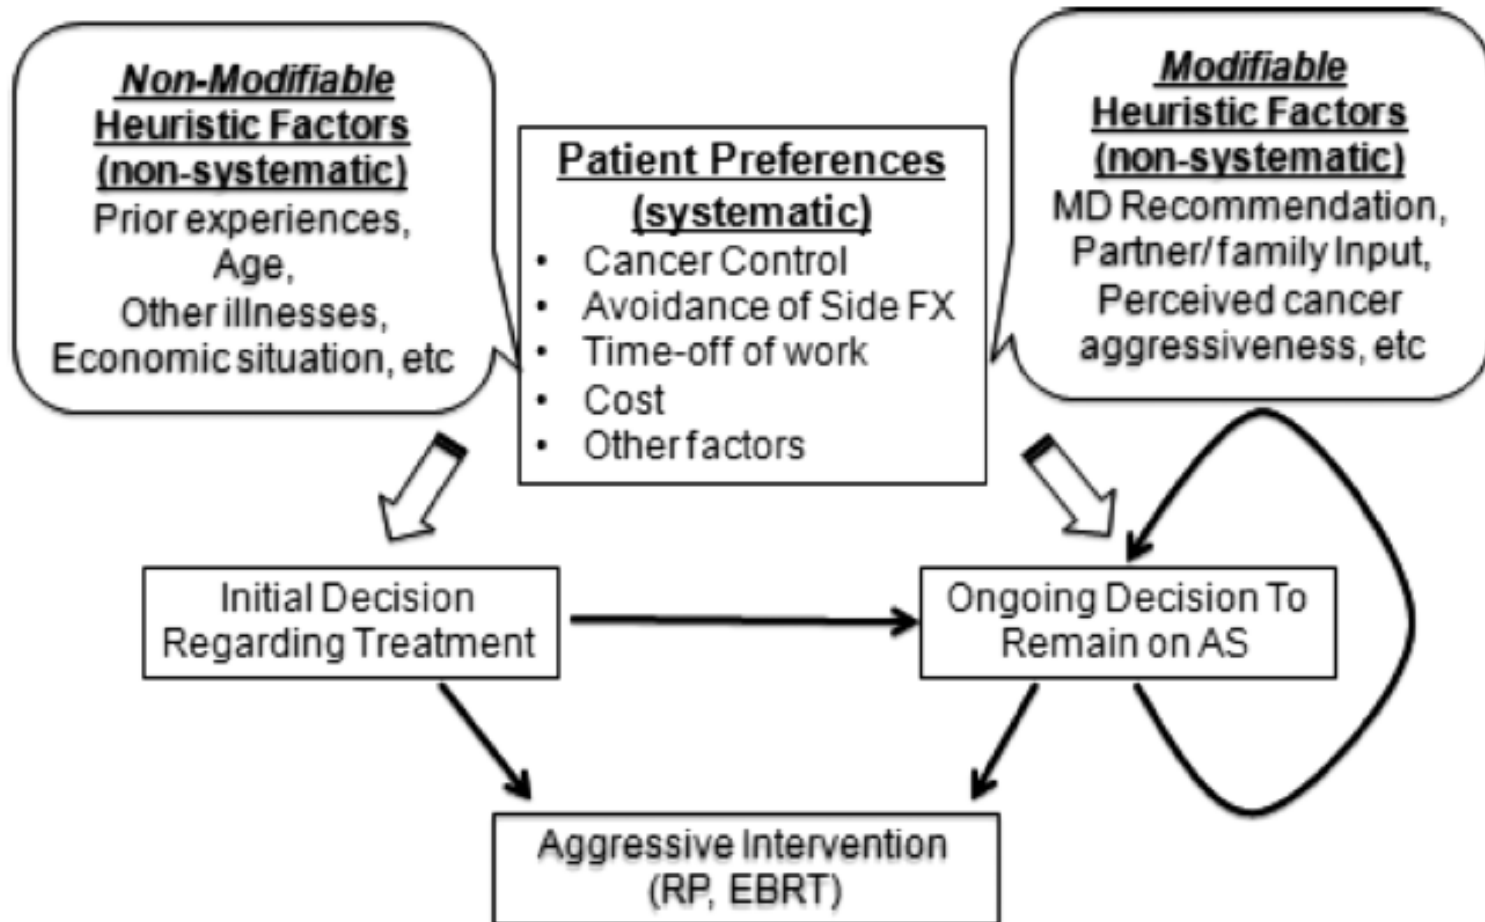 Non-Modifiable
Heuristic Factors
(non-systematic)
Prior experiences,
Age,
Other illnesses,
Economic situation, etc
Patient Preferences
(systematic)
• Cancer Control
• Avoidance of Side FX
• Time-off of work
• Cost
• Other factors
Modifiable
Heuristic Factors
(non-systematic)
MD Recommendation,
Partner/ family Input,
Perceived cancer
aggressiveness, etc
Initial Decision
Regarding Treatment
Ongoing Decision To
Remain on AS
Aggressive Intervention
(RP, EBRT)